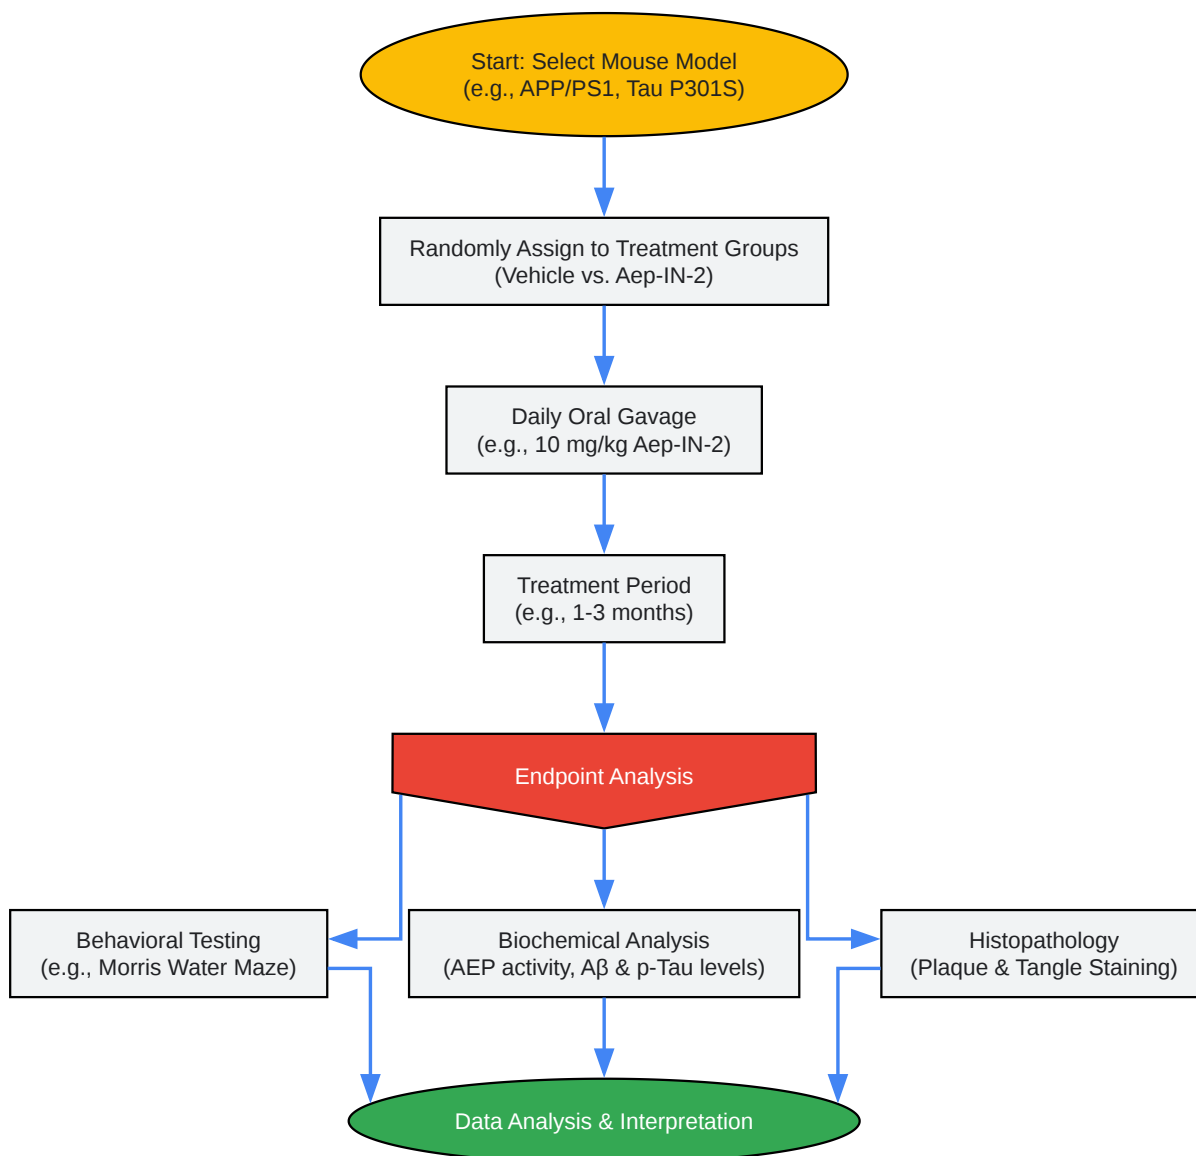 Start: Select Mouse Model
(e.g., APP/PS1, Tau P301S)
Randomly Assign to Treatment Groups
(Vehicle vs. Aep-IN-2)
Daily Oral Gavage
(e.g., 10 mg/kg Aep-IN-2)
Treatment Period
(e.g., 1-3 months)
Endpoint Analysis
Behavioral Testing
(e.g., Morris Water Maze)
Biochemical Analysis
(AEP activity, Aβ & p-Tau levels)
Histopathology
(Plaque & Tangle Staining)
Data Analysis & Interpretation